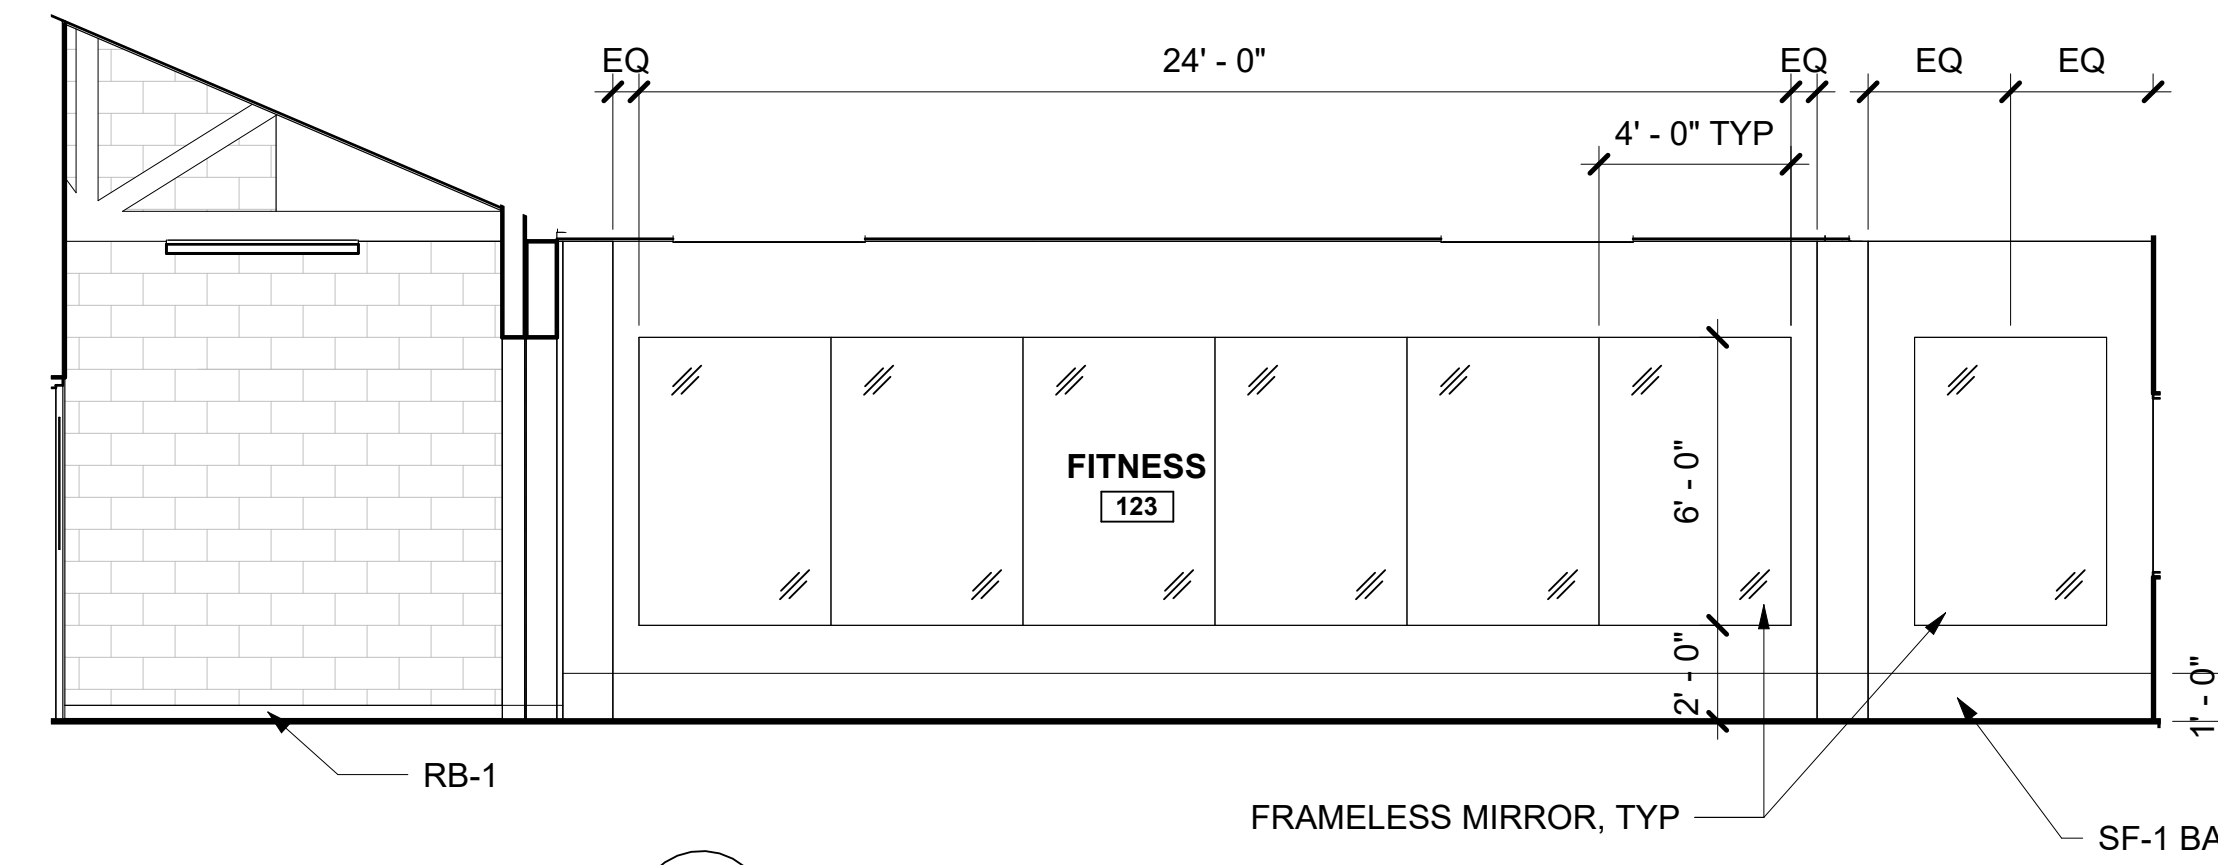 EQ
24' - 0"
EQ
EQ
EQ
4' - 0" TYP
FITNESS
123
6' - 0"
2' - 0"
1' - 0"
RB-1
FRAMELESS MIRROR, TYP
SF-1 BA